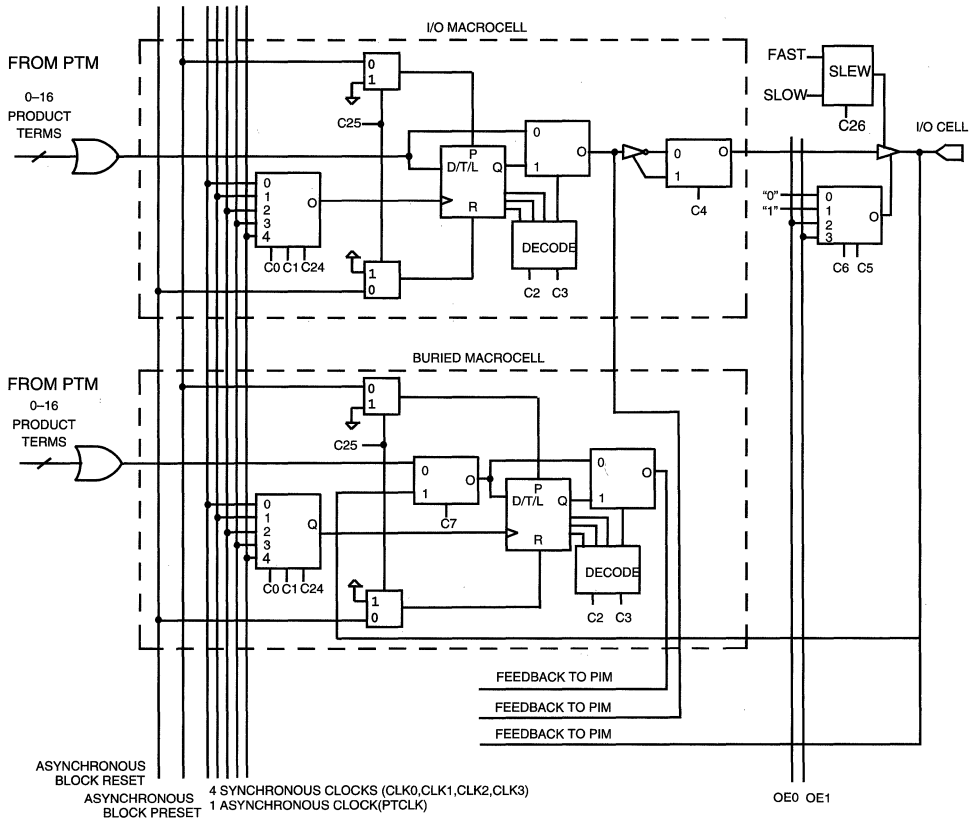 I/O MACROCELL
FROM PTM
0–16
PRODUCT
TERMS
0
1
C25
FAST
SLOW
SLEW
C26
I/O CELL
0
1
O
P
D/T/L
Q
R
0
1
O
C4
0
1
2
3
4
O
C0 C1 C24
DECODE
C2 C3
1
0
"0"
"1"
0
1
2
3
O
C6 C5
BURIED MACROCELL
FROM PTM
0–16
PRODUCT
TERMS
0
1
C25
0
1
O
C7
0
1
O
P
D/T/L
Q
R
0
1
2
3
4
Q
C0 C1 C24
DECODE
C2 C3
1
0
FEEDBACK TO PIM
FEEDBACK TO PIM
FEEDBACK TO PIM
ASYNCHRONOUS
BLOCK RESET
ASYNCHRONOUS
BLOCK PRESET
4 SYNCHRONOUS CLOCKS (CLK0,CLK1,CLK2,CLK3)
1 ASYNCHRONOUS CLOCK(PTCLK)
OE0 OE1